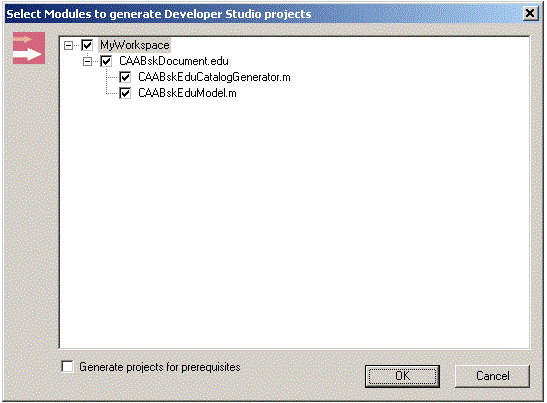 Select Modules to generate Developer Studio projects
MyWorkspace
CAABskDocument.edu
CAABskEduCatalogGenerator.m
CAABskEduModel.m
Generate projects for prerequisites
OK
Cancel